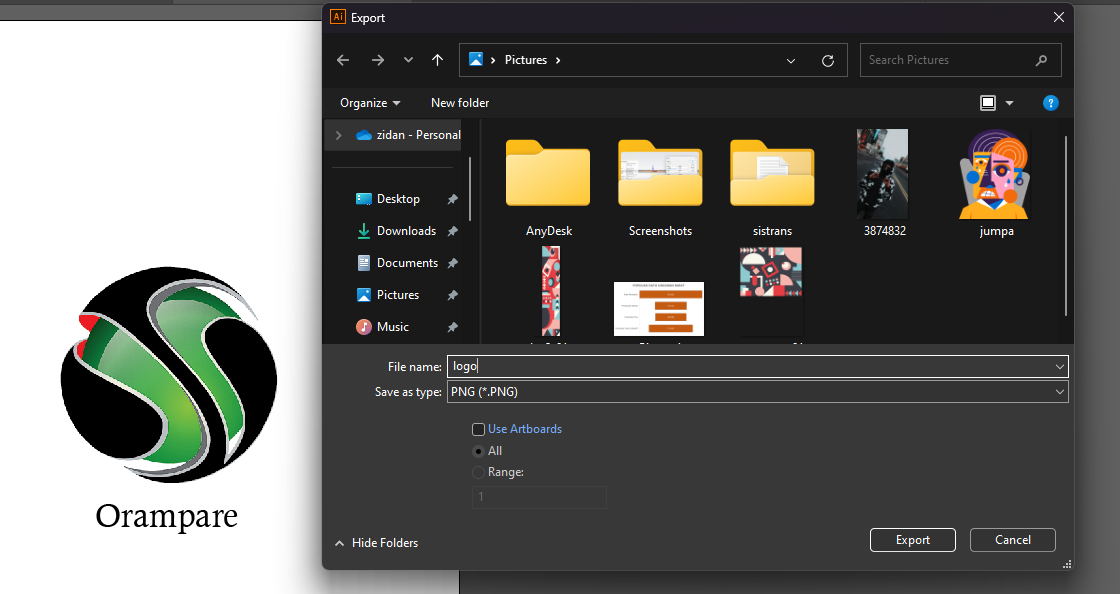 Ai Export
Pictures
Search Pictures
Organize New folder
?
zidan - Personal
Desktop
Downloads
Documents
Pictures
Music
AnyDesk Screenshots sistrans 3874832 jumpa
File name: logo
Save as type: PNG (*.PNG)
Use Artboards
All
Range:
1
Hide Folders
Export Cancel
Orampare